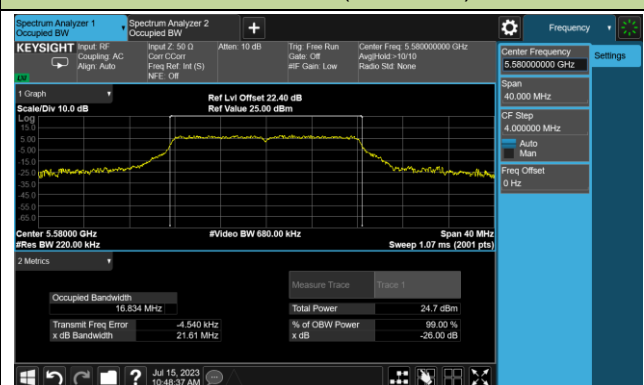 Spectrum Analyzer 1
Occupied BW
Spectrum Analyzer 2
Occupied BW
+
Frequency
KEYSIGHT
Input: RF
Coupling: AC
Align: Auto
Input Z: 50 Ω
Corr CCorr
Freq Ref: Int (S)
NFE: Off
Atten: 10 dB
Trig: Free Run
Gate: Off
#IF Gain: Low
Center Freq: 5.580000000 GHz
Avg|Hold:>10/10
Radio Std: None
Center Frequency
5.580000000 GHz
Settings
Span
40.000 MHz
CF Step
4.000000 MHz
Auto
Man
Freq Offset
0 Hz
1 Graph
Scale/Div 10.0 dB
Ref Lvl Offset 22.40 dB
Ref Value 25.00 dBm
Log
15.0
5.00
-5.00
-15.0
-25.0
-35.0
-45.0
-55.0
-65.0
Center 5.58000 GHz
#Res BW 220.00 kHz
#Video BW 680.00 kHz
Span 40 MHz
Sweep 1.07 ms (2001 pts)
2 Metrics
Measure Trace
Trace 1
Occupied Bandwidth
16.834 MHz
Total Power
24.7 dBm
Transmit Freq Error
-4.540 kHz
% of OBW Power
99.00 %
x dB Bandwidth
21.61 MHz
x dB
-26.00 dB
?
Jul 15, 2023
10:48:37 AM